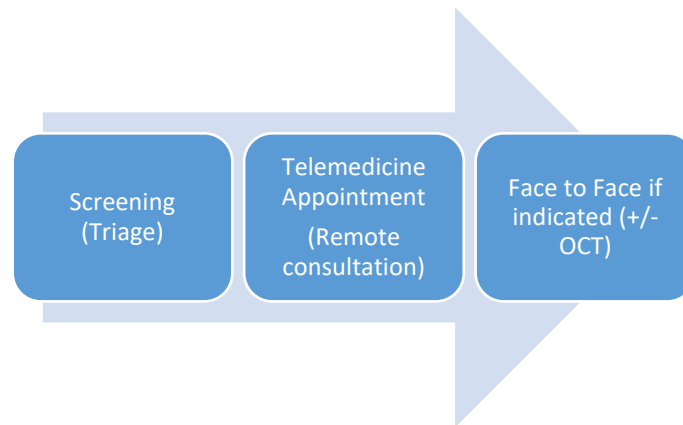 Screening
(Triage)
Telemedicine
Appointment
(Remote
consultation)
Face to Face if
indicated (+/-
OCT)